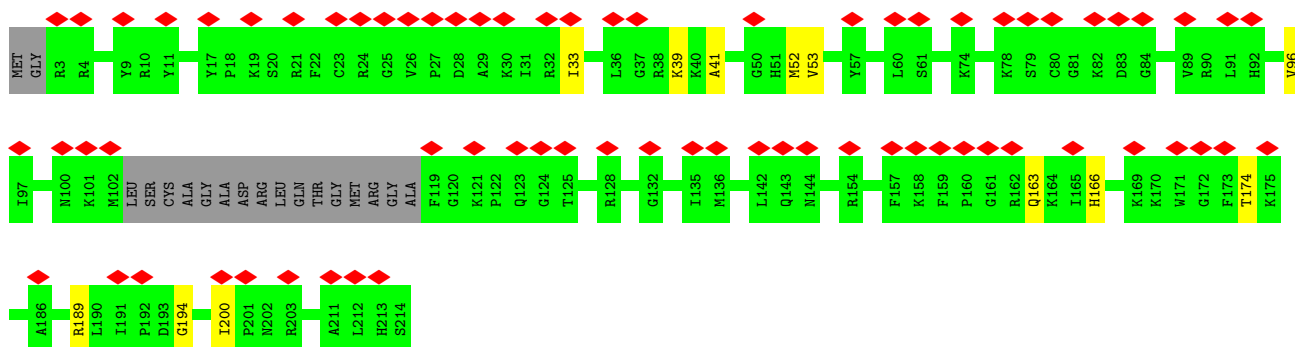 MET GLY R3 R4 Y9 R10 Y11 Y17 P18 K19 S20 R21 F22 C23 R24 G25 V26 P27 D28 A29 K30 I31 R32 I33 L36 G37 R38 K39 K40 A41 G50 H51 M52 V53 Y57 L60 S61 K74 K78 S79 C80 G81 K82 D83 G84 V89 R90 L91 H92 V96
I97 N100 K101 M102 LEU SER CYS ALA GLY ALA ASP ARG LEU GLN THR GLY MET ARG GLY ALA F119 G120 K121 P122 Q123 G124 T125 R128 G132 I135 M136 L142 Q143 N144 R154 F157 K158 F159 P160 G161 R162 Q163 K164 I165 H166 K169 K170 W171 G172 F173 T174 K175
A186 R189 L190 I191 P192 D193 G194 I200 P201 N202 R203 A211 L212 H213 S214